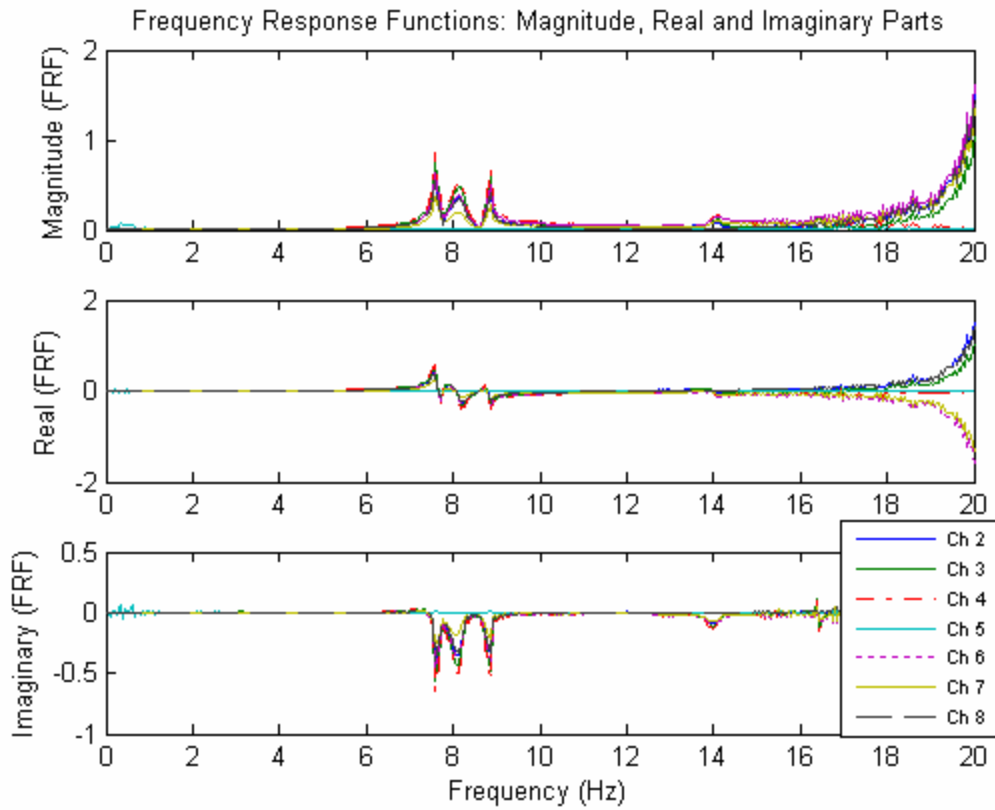 Frequency Response Functions: Magnitude, Real and Imaginary Parts
Magnitude (FRF)
2
1
0
0 2 4 6 8 10 12 14 16 18 20
Real (FRF)
2
0
-2
0 2 4 6 8 10 12 14 16 18 20
Imaginary (FRF)
0.5
0
-0.5
-1
0 2 4 6 8 10 12 14 16 18 20
Frequency (Hz)
Ch 2
Ch 3
Ch 4
Ch 5
Ch 6
Ch 7
Ch 8